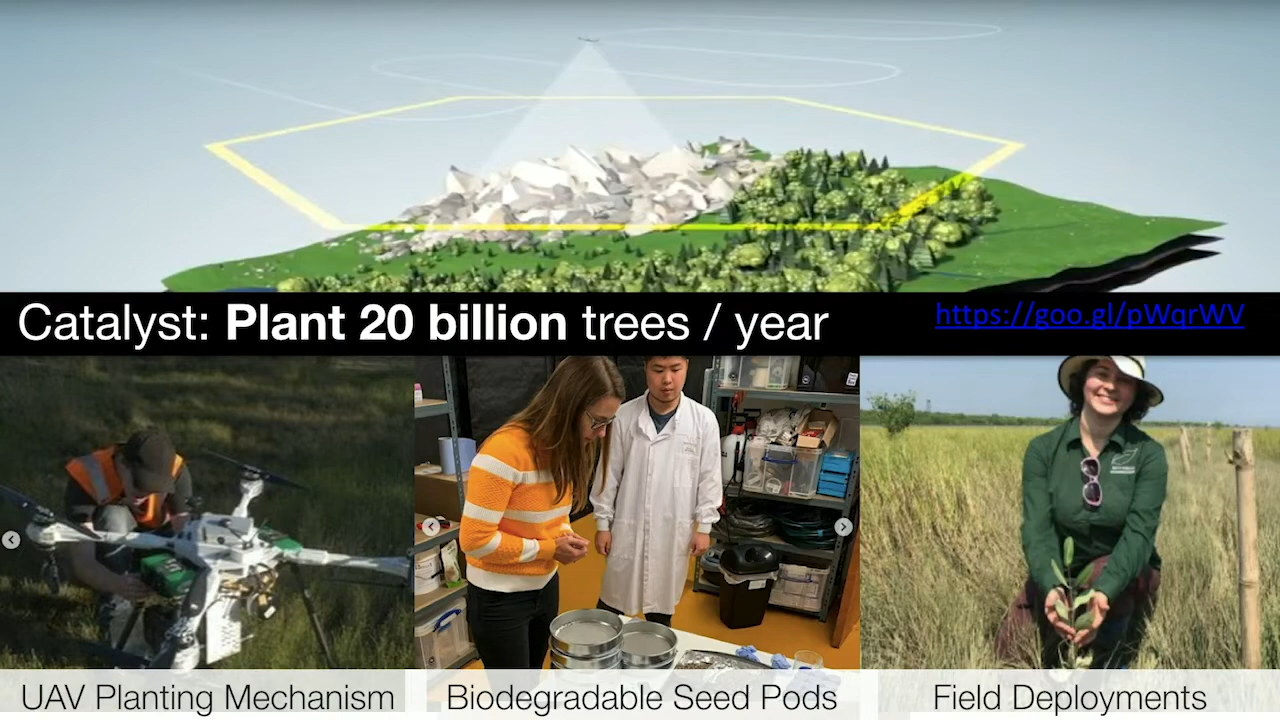 Catalyst: Plant 20 billion trees / year
https://goo.gl/pWqrWV
UAV Planting Mechanism
Biodegradable Seed Pods
Field Deployments